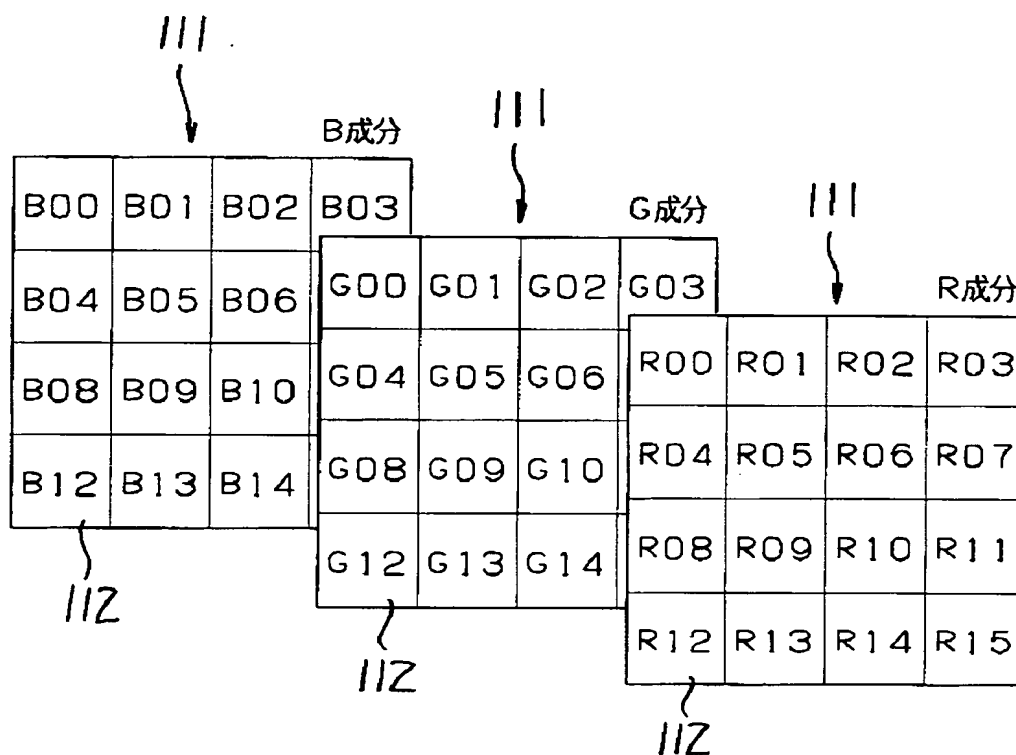 111
B成分
B00 B01 B02 B03
B04 B05 B06
B08 B09 B10
B12 B13 B14
112
111
G成分
G00 G01 G02 G03
G04 G05 G06
G08 G09 G10
G12 G13 G14
112
111
R成分
R00 R01 R02 R03
R04 R05 R06 R07
R08 R09 R10 R11
R12 R13 R14 R15
112